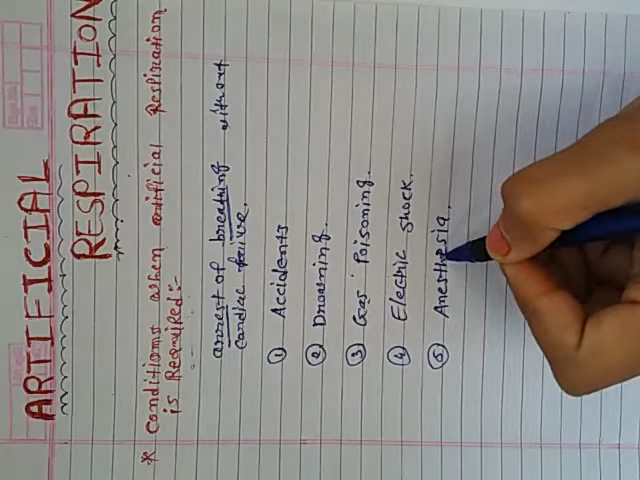 ARTIFICIAL
RESPIRATION
* Conditions when artificial Respiration
is Required:-
arrest of breathing without
Cardiac failure.
① Accidents
② Drowning.
③ Gas Poisoning.
④ Electric shock.
⑤ Anesthesia.